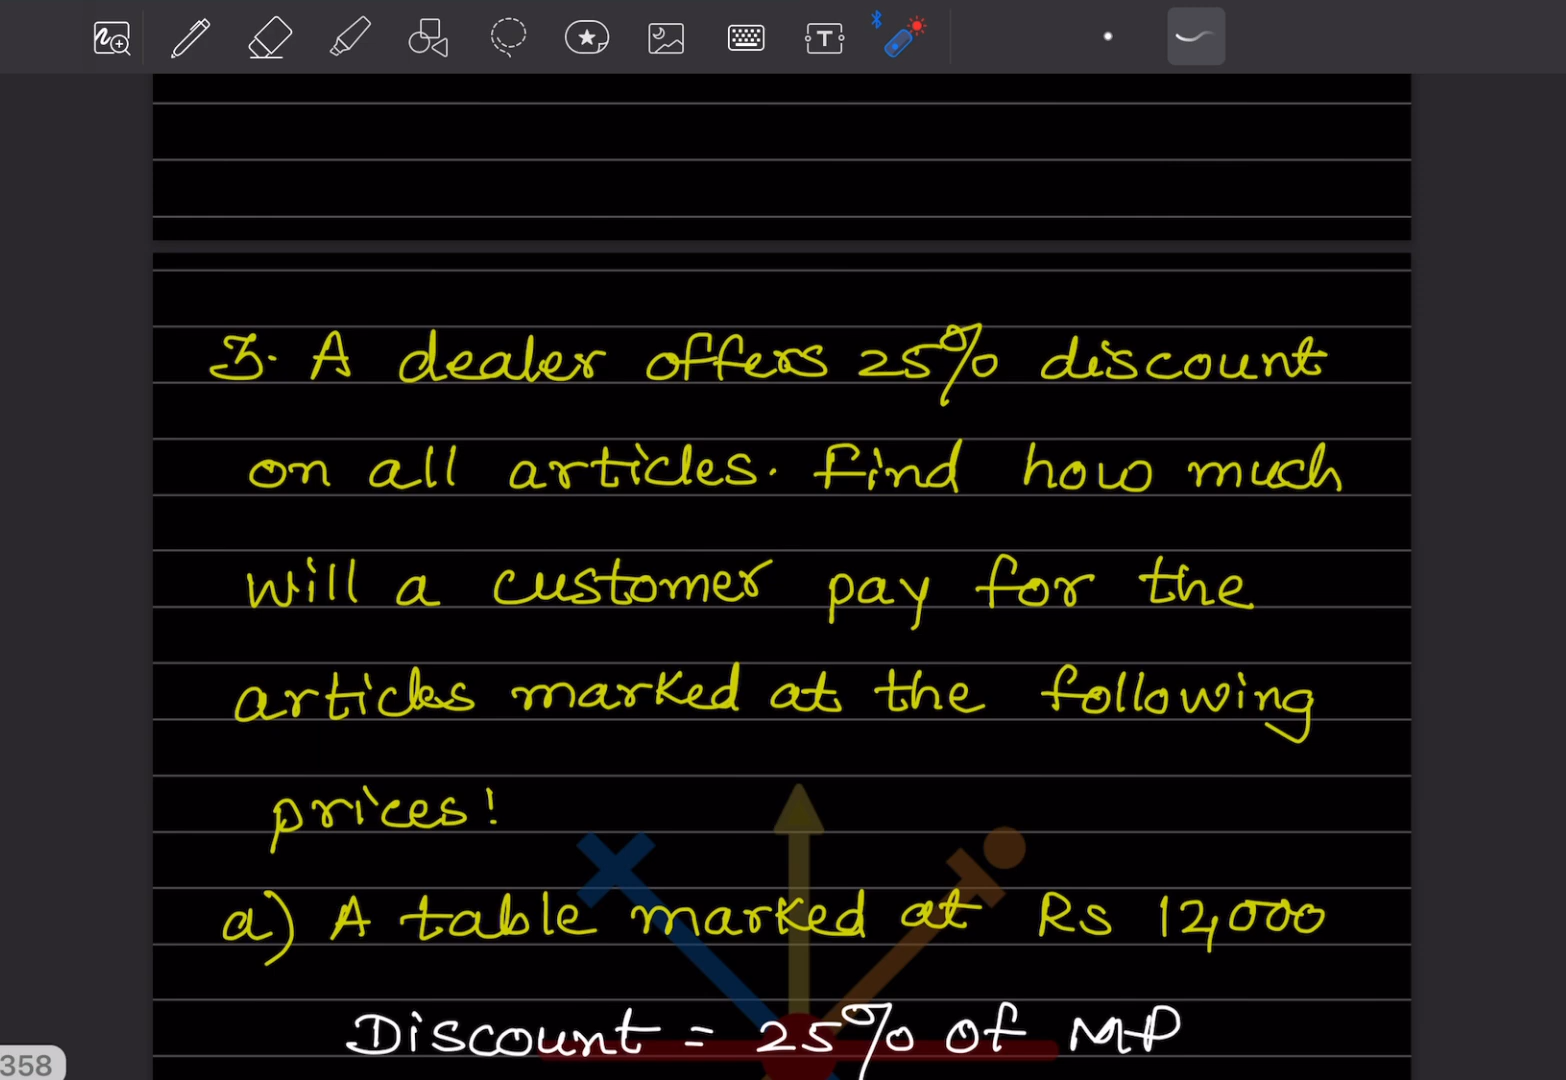 3. A dealer offers 25% discount
on all articles. Find how much
will a customer pay for the
articles marked at the following
prices!
a) A table marked at Rs 12,000
Discount = 25% of MP
358